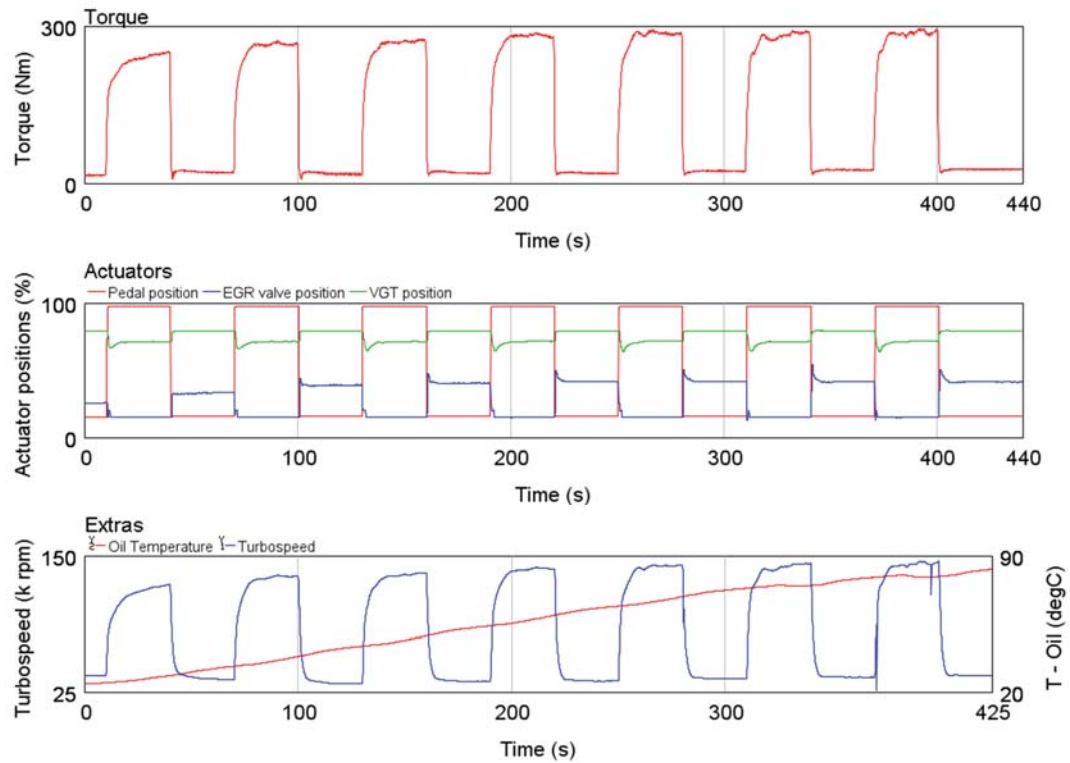 Torque
Torque (Nm)
300
0
0 100 200 300 400 440
Time (s)
Actuators
Pedal position EGR valve position VGT position
Actuator positions (%)
100
0
0 100 200 300 400 440
Time (s)
Extras
Y2 Oil Temperature Y1 Turbospeed
Turbospeed (k rpm)
150
25
90
20
T - Oil (degC)
0 100 200 300 425
Time (s)